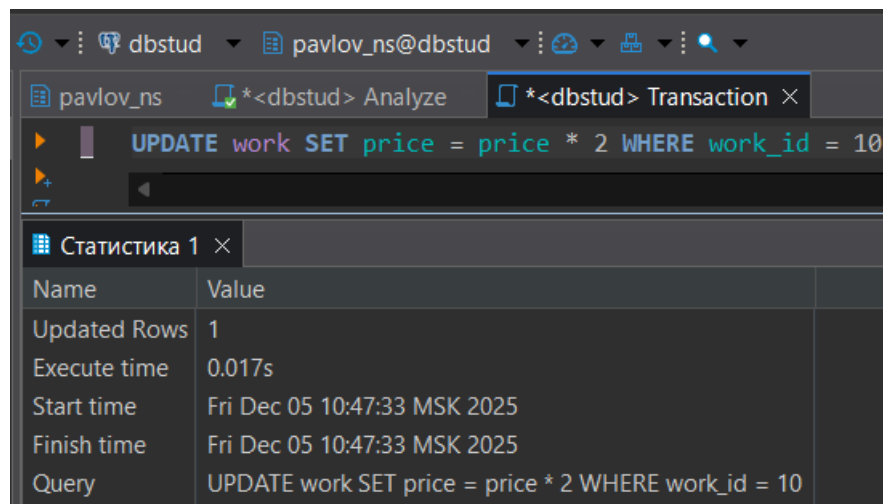 dbstud pavlov_ns@dbstud
pavlov_ns *<dbstud> Analyze *<dbstud> Transaction
UPDATE work SET price = price * 2 WHERE work_id = 10
Статистика 1
Name Value
Updated Rows 1
Execute time 0.017s
Start time Fri Dec 05 10:47:33 MSK 2025
Finish time Fri Dec 05 10:47:33 MSK 2025
Query UPDATE work SET price = price * 2 WHERE work_id = 10